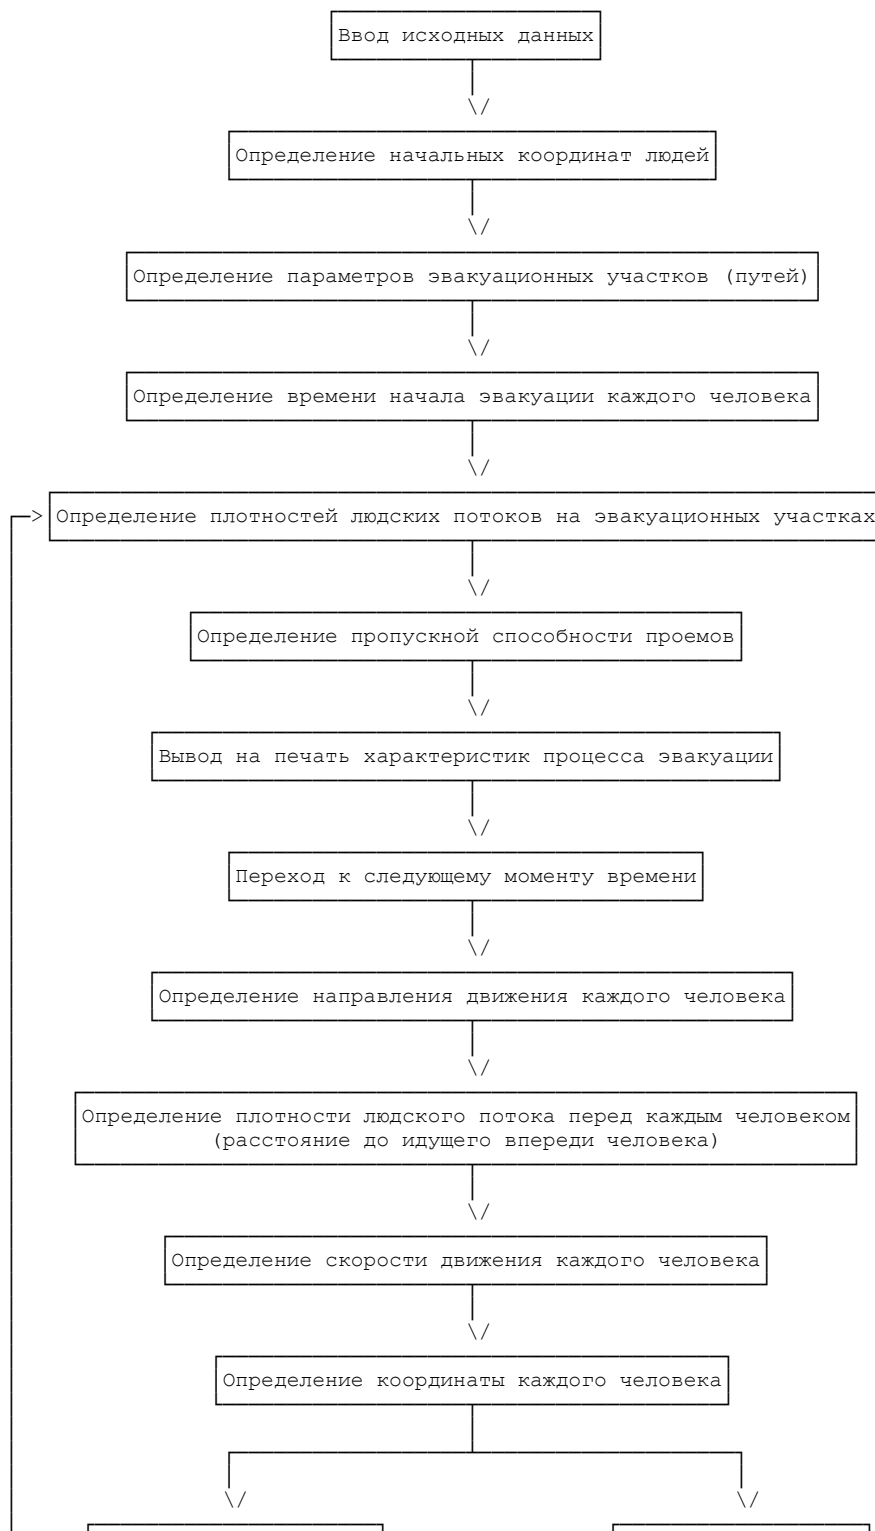 Ввод исходных данных
Определение начальных координат людей
Определение параметров эвакуационных участков (путей)
Определение времени начала эвакуации каждого человека
Определение плотностей людских потоков на эвакуационных участках
Определение пропускной способности проемов
Вывод на печать характеристик процесса эвакуации
Переход к следующему моменту времени
Определение направления движения каждого человека
Определение плотности людского потока перед каждым человеком
(расстояние до идущего впереди человека)
Определение скорости движения каждого человека
Определение координаты каждого человека